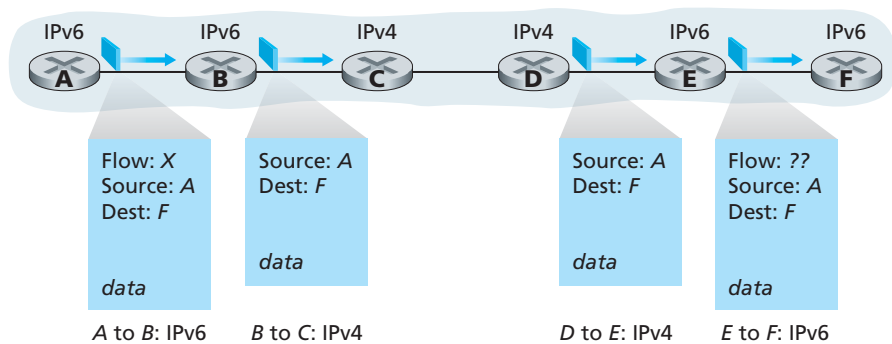 IPv6
IPv6
IPv4
IPv4
IPv6
IPv6
A
B
C
D
E
F
Flow: X
Source: A
Dest: F
data
Source: A
Dest: F
data
Source: A
Dest: F
data
Flow: ??
Source: A
Dest: F
data
A to B: IPv6
B to C: IPv4
D to E: IPv4
E to F: IPv6